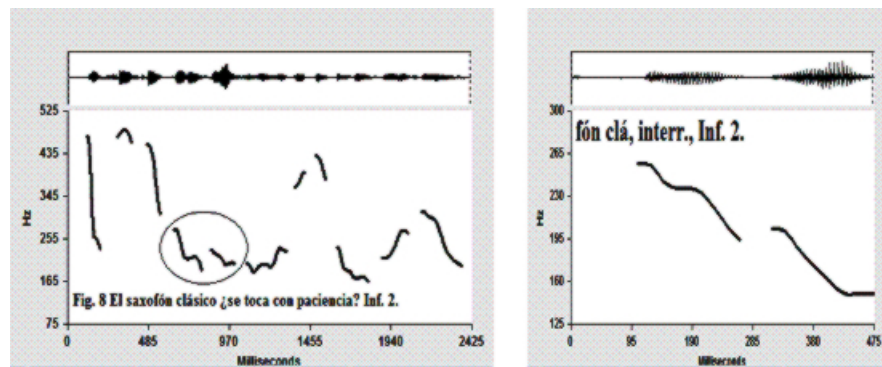 525
435
345
255
165
75
Hz
Fig. 8 El saxofón clásico ¿se toca con paciencia? Inf. 2.
0 485 970 1455 1940 2425
Milliseconds
300
265
230
195
160
125
Hz
fón clá, interr., Inf. 2.
0 95 190 280 380 475
Milliseconds